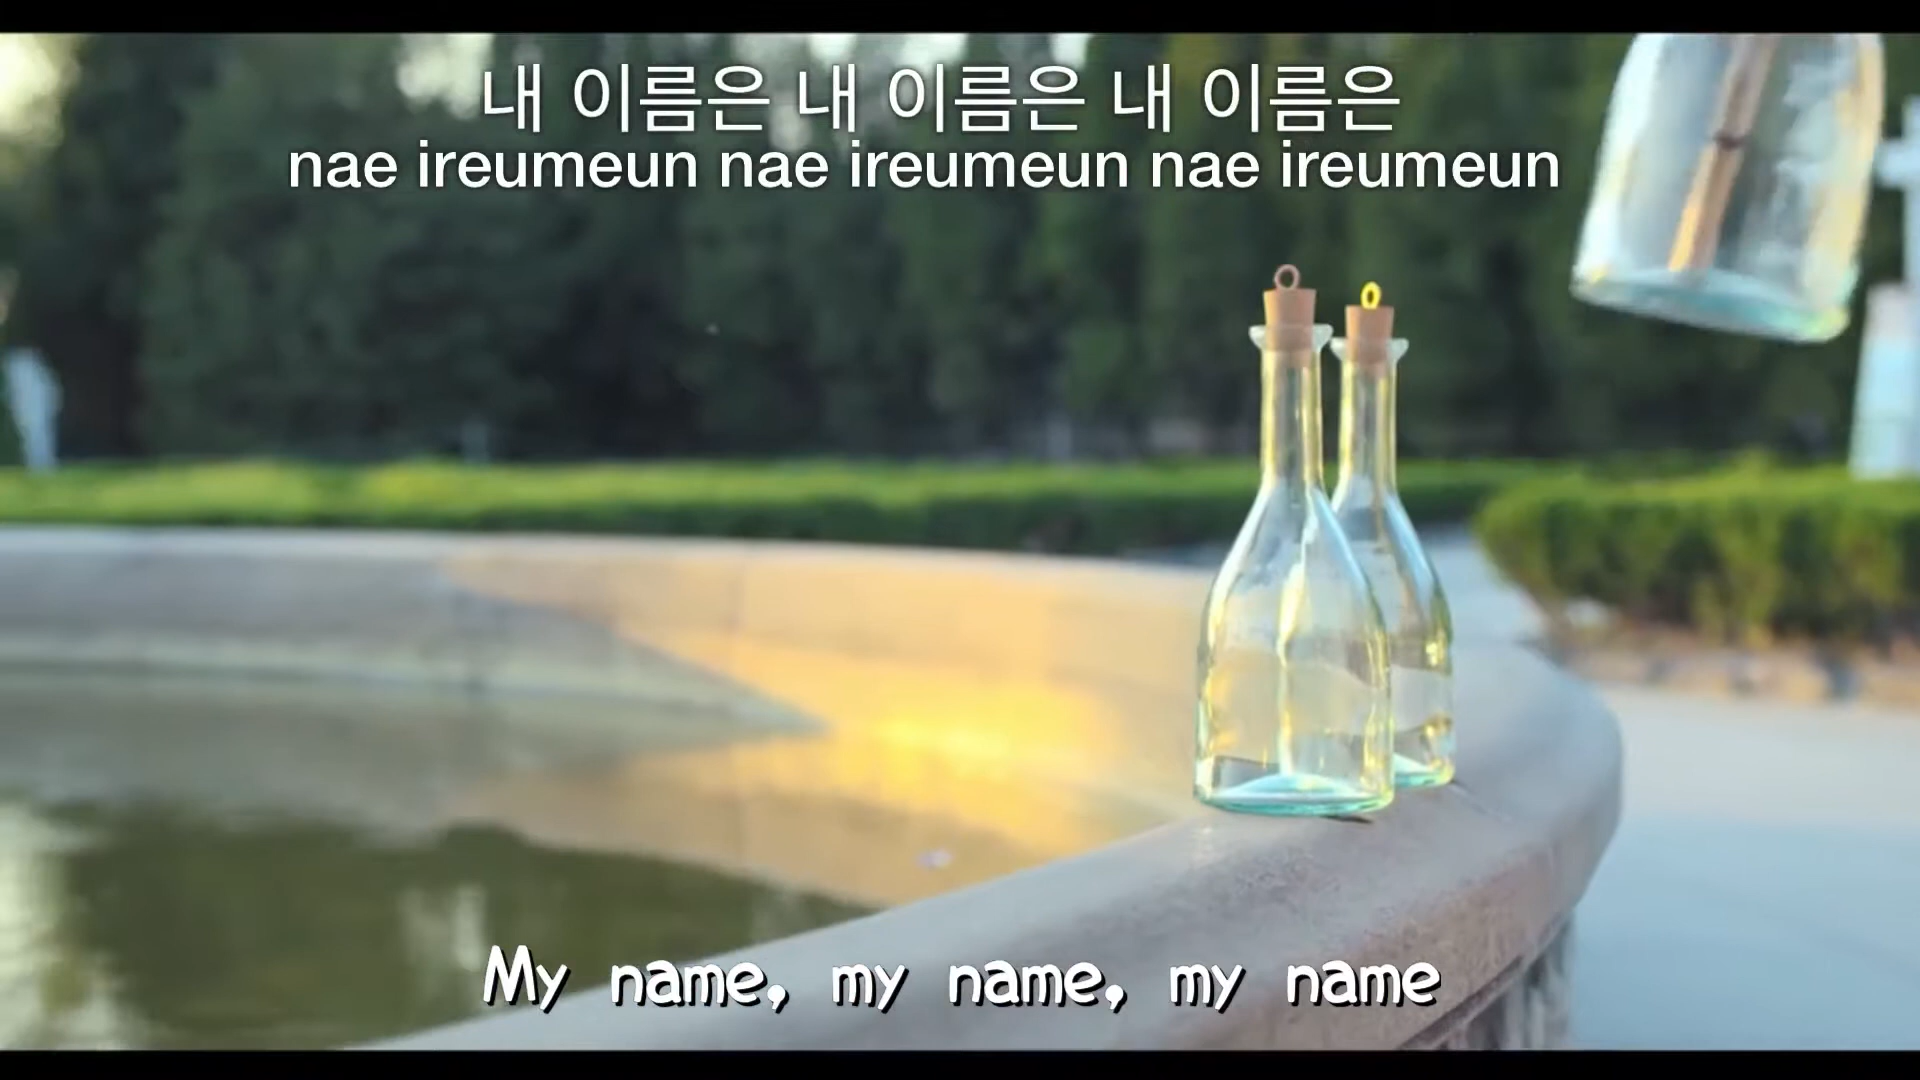 내 이름은 내 이름은 내 이름은
nae ireumeun nae ireumeun nae ireumeun
My name, my name, my name